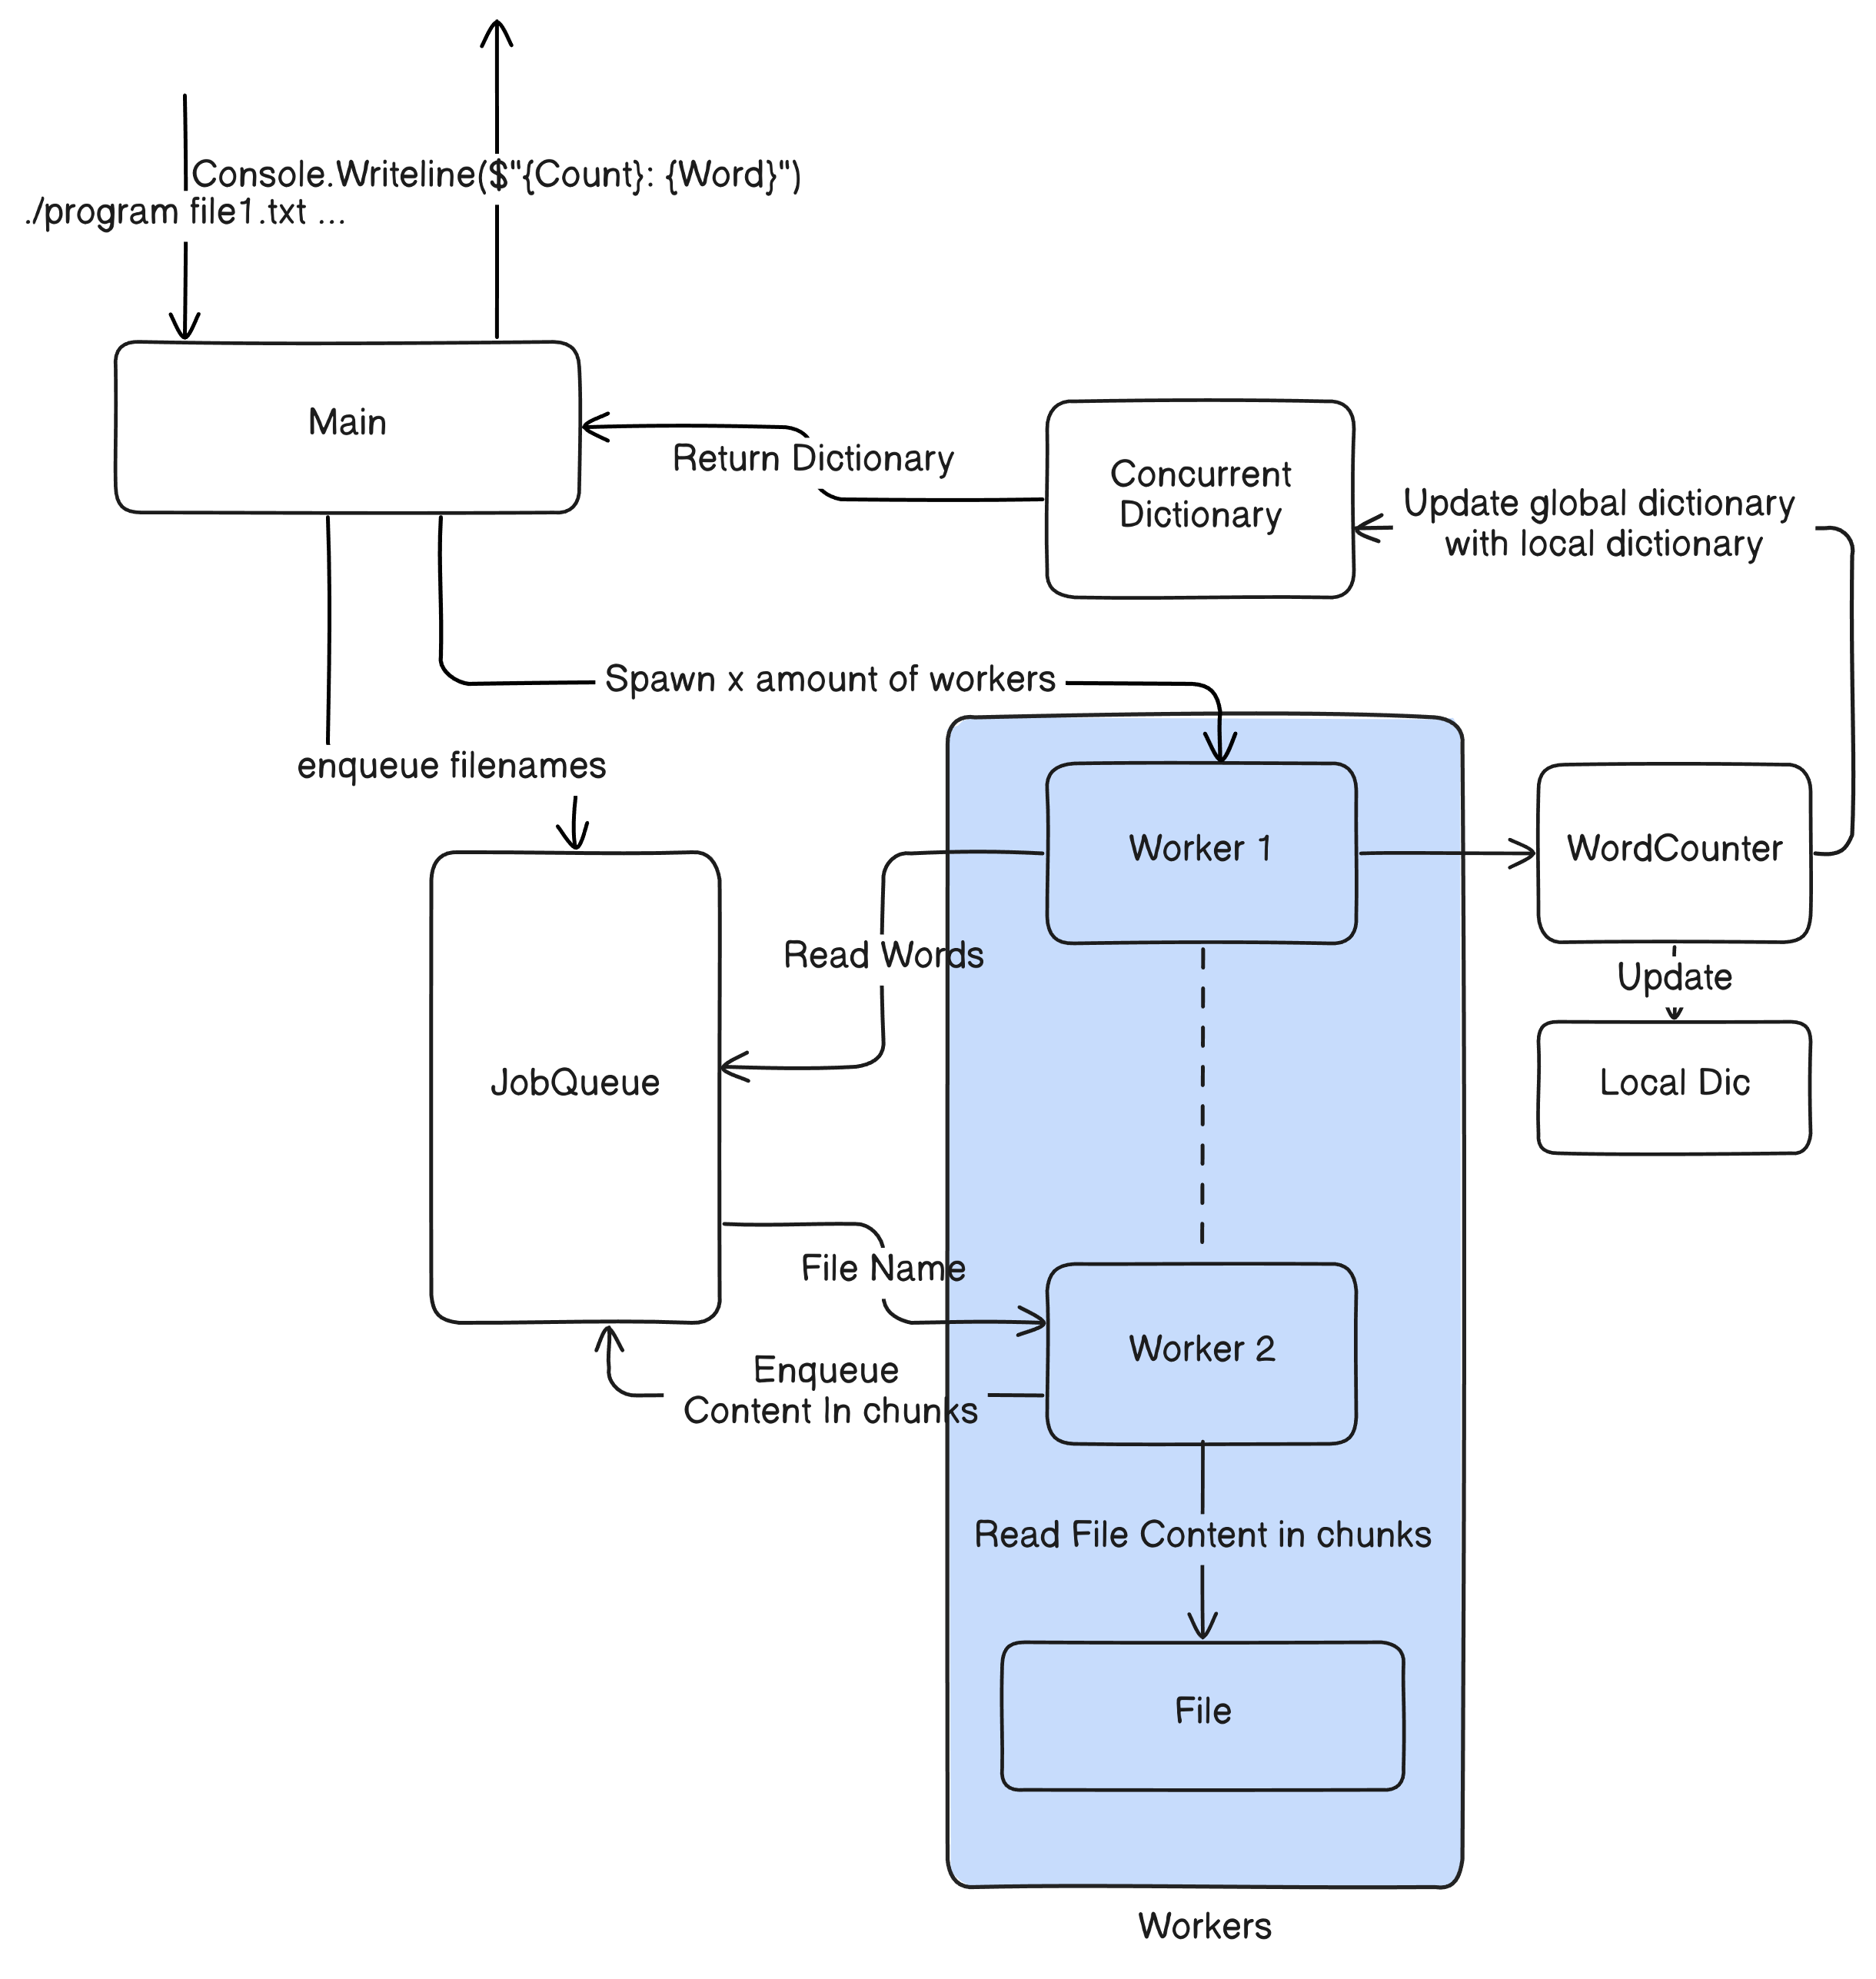 Console.Writeline($"{Count}: {Word}")
./program file1.txt ...
Main
Return Dictionary
Concurrent
Dictionary
Update global dictionary
with local dictionary
Spawn x amount of workers
enqueue filenames
Worker 1
WordCounter
Read Words
Update
JobQueue
Local Dic
File Name
Worker 2
Enqueue
Content In chunks
Read File Content in chunks
File
Workers